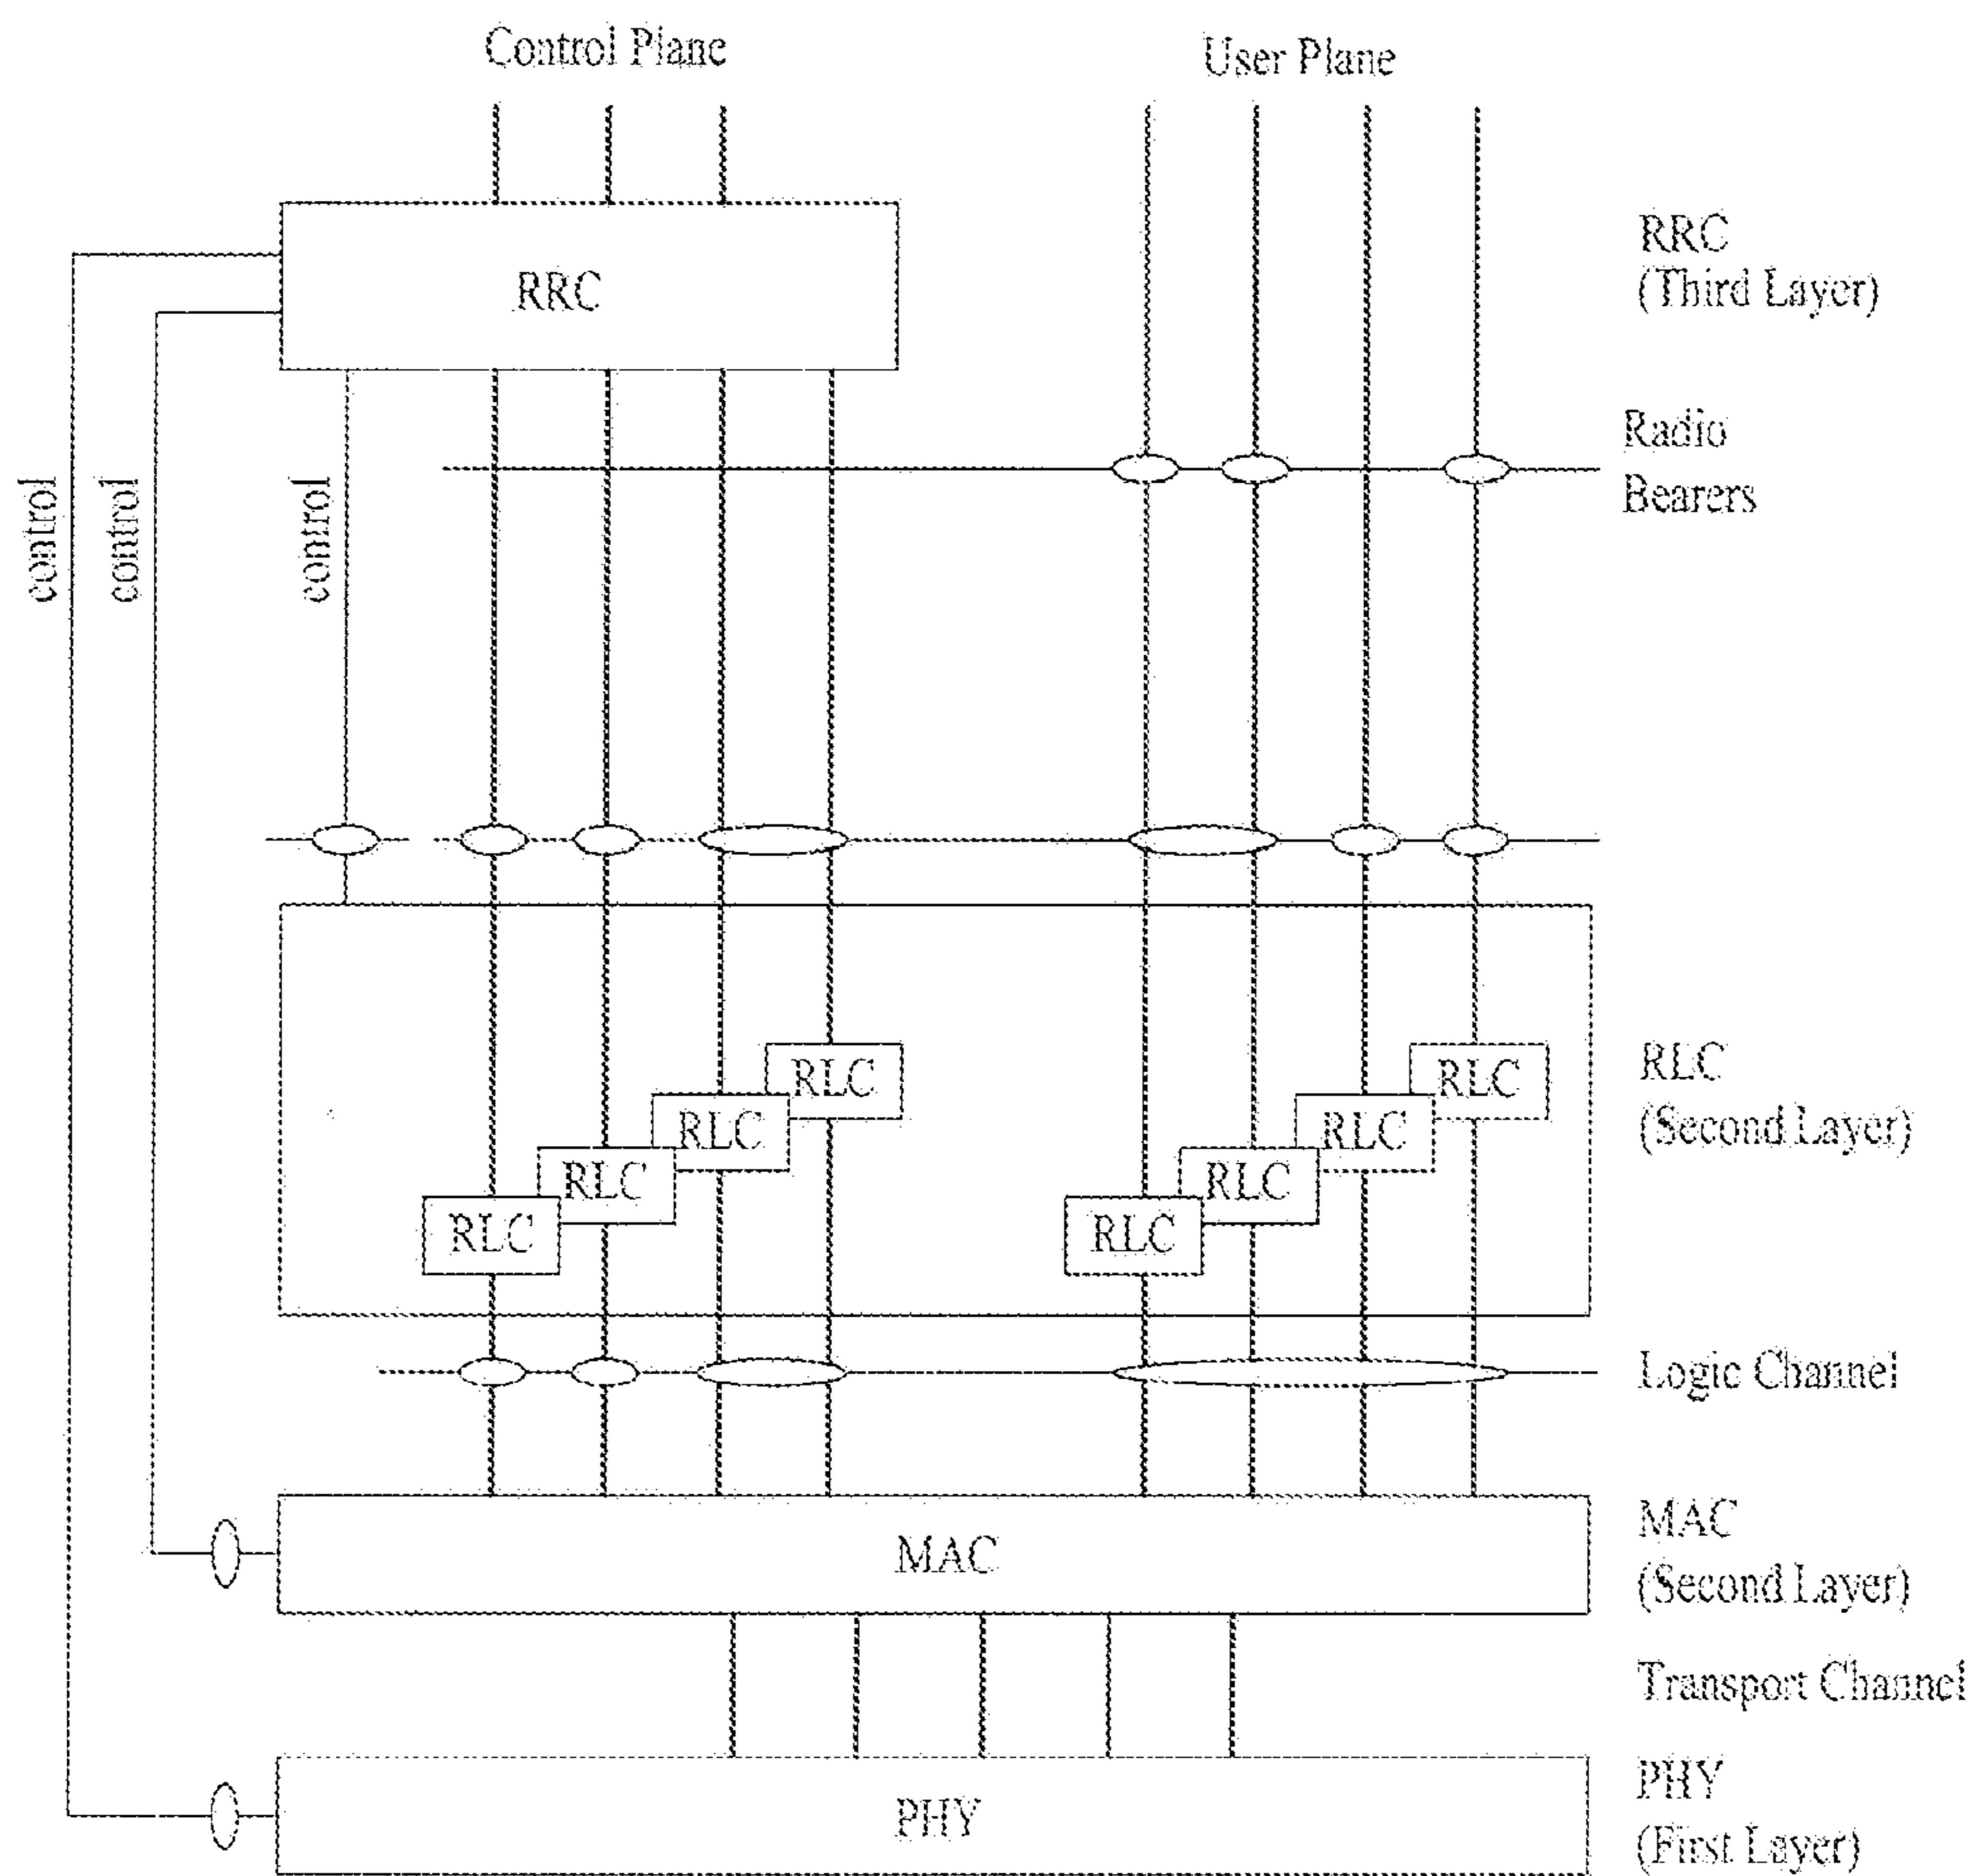 Control Plane
User Plane
RRC
RRC
(Third Layer)
Radio
Bearers
control
control
control
RLC
RLC
RLC
RLC
RLC
RLC
RLC
RLC
RLC
(Second Layer)
Logic Channel
MAC
MAC
(Second Layer)
Transport Channel
PHY
PHY
(First Layer)